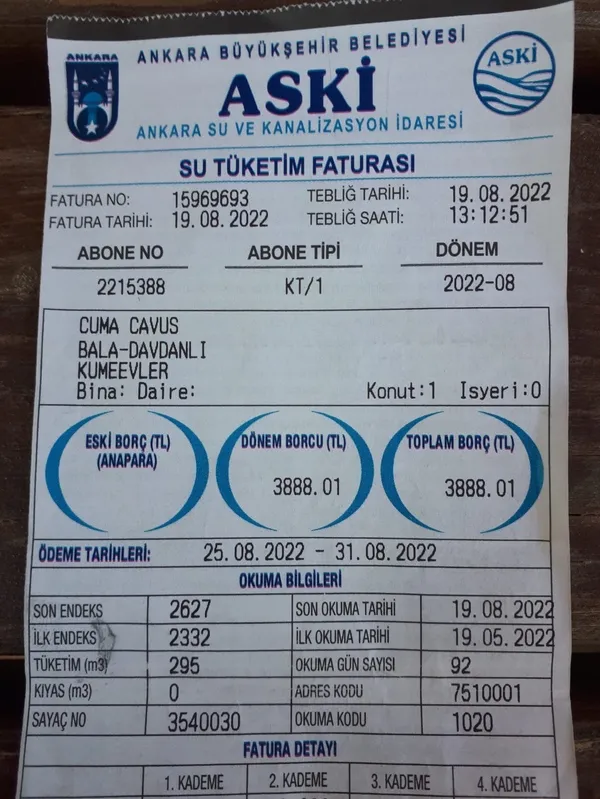 ANKARA BÜYÜKŞEHİR BELEDİYESİ
ANKARA
ASKİ
ASKİ
ANKARA SU VE KANALİZASYON İDARESİ
SU TÜKETİM FATURASI
FATURA NO: 15969693 TEBLİĞ TARİHİ: 19.08.2022
FATURA TARİHİ: 19.08.2022 TEBLİĞ SAATİ: 13:12:51
ABONE NO ABONE TİPİ DÖNEM
2215388 KT/1 2022-08
CUMA CAVUS
BALA-DAVDANLI
KUMEEVLER
Bina: Daire: Konut:1 Isyeri:0
ESKİ BORÇ (TL) DÖNEM BORCU (TL) TOPLAM BORÇ (TL)
(ANAPARA)
3888.01 3888.01
ÖDEME TARİHLERİ: 25.08.2022 - 31.08.2022
OKUMA BİLGİLERİ
SON ENDEKS 2627 SON OKUMA TARİHİ 19.08.2022
İLK ENDEKS 2332 İLK OKUMA TARİHİ 19.05.2022
TÜKETİM (m3) 295 OKUMA GÜN SAYISI 92
KIYAS (m3) 0 ADRES KODU 7510001
SAYAÇ NO 3540030 OKUMA KODU 1020
FATURA DETAYI
1. KADEME 2. KADEME 3. KADEME 4. KADEME